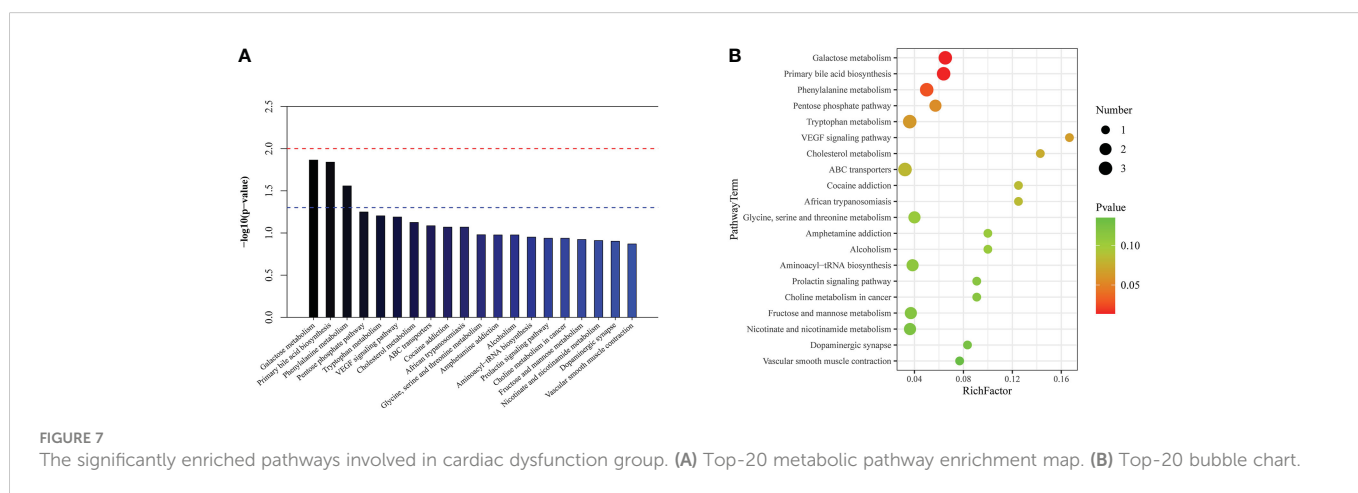 A
−log10(p−value)
2.5
2.0
1.5
1.0
0.5
0.0
Galactose metabolism
Primary bile acid biosynthesis
Phenylalanine metabolism
Pentose phosphate pathway
Tryptophan metabolism
VEGF signaling pathway
Cholesterol metabolism
ABC transporters
Cocaine addiction
African trypanosomiasis
Glycine, serine and threonine metabolism
Amphetamine addiction
Alcoholism
Aminoacyl−tRNA biosynthesis
Prolactin signaling pathway
Choline metabolism in cancer
Fructose and mannose metabolism
Nicotinate and nicotinamide metabolism
Dopaminergic synapse
Vascular smooth muscle contraction
B
PathwayTerm
Galactose metabolism
Primary bile acid biosynthesis
Phenylalanine metabolism
Pentose phosphate pathway
Tryptophan metabolism
VEGF signaling pathway
Cholesterol metabolism
ABC transporters
Cocaine addiction
African trypanosomiasis
Glycine, serine and threonine metabolism
Amphetamine addiction
Alcoholism
Aminoacyl−tRNA biosynthesis
Prolactin signaling pathway
Choline metabolism in cancer
Fructose and mannose metabolism
Nicotinate and nicotinamide metabolism
Dopaminergic synapse
Vascular smooth muscle contraction
0.04 0.08 0.12 0.16
RichFactor
Number
1
2
3
Pvalue
0.10
0.05
FIGURE 7
The significantly enriched pathways involved in cardiac dysfunction group. (A) Top-20 metabolic pathway enrichment map. (B) Top-20 bubble chart.